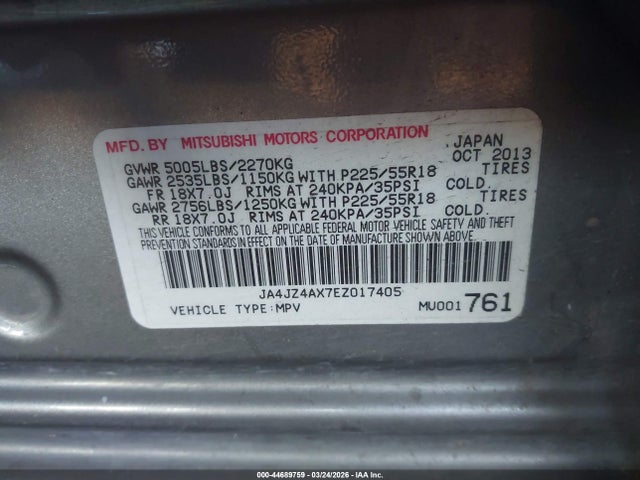 MFD. BY MITSUBISHI MOTORS CORPORATION JAPAN
GVWR 5005LBS/2270KG OCT 2013
GAWR 2535LBS/1150KG WITH P225/55R18 TIRES
FR 18X7.0J RIMS AT 240KPA/35PSI COLD.
GAWR 2756LBS/1250KG WITH P225/55R18 TIRES
RR 18X7.0J RIMS AT 240KPA/35PSI COLD.
THIS VEHICLE CONFORMS TO ALL APPLICABLE FEDERAL MOTOR VEHICLE SAFETY AND THEFT
PREVENTION STANDARDS IN EFFECT ON THE DATE OF MANUFACTURE SHOWN ABOVE.
JA4JZ4AX7EZ017405
VEHICLE TYPE:MPV MU001 761
000-44689759 - 03/24/2026 - IAA Inc.